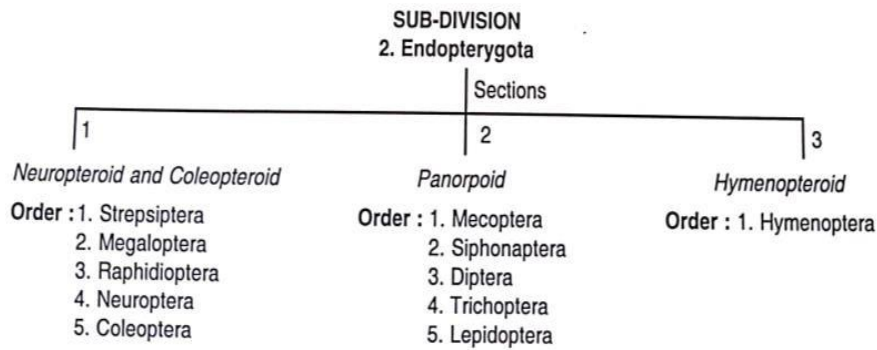 SUB-DIVISION
2. Endopterygota
Sections
1
2
3
Neuropteroid and Coleopteroid
Panorpoid
Hymenopteroid
Order : 1. Strepsiptera
2. Megaloptera
3. Raphidioptera
4. Neuroptera
5. Coleoptera
Order : 1. Mecoptera
2. Siphonaptera
3. Diptera
4. Trichoptera
5. Lepidoptera
Order : 1. Hymenoptera